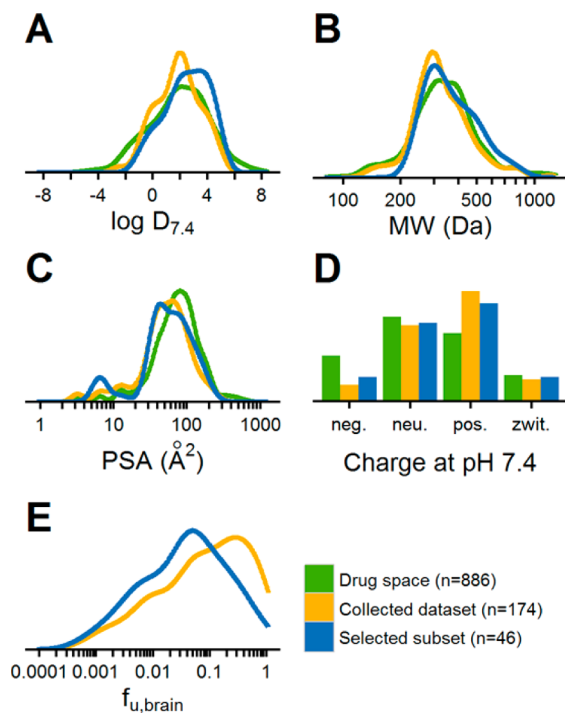 A
-8 -4 0 4 8
log D7.4
B
100 200 500 1000
MW (Da)
C
1 10 100 1000
PSA (Å2)
D
neg. neu. pos. zwit.
Charge at pH 7.4
E
0.0001 0.001 0.01 0.1 1
fu,brain
Drug space (n=886)
Collected dataset (n=174)
Selected subset (n=46)